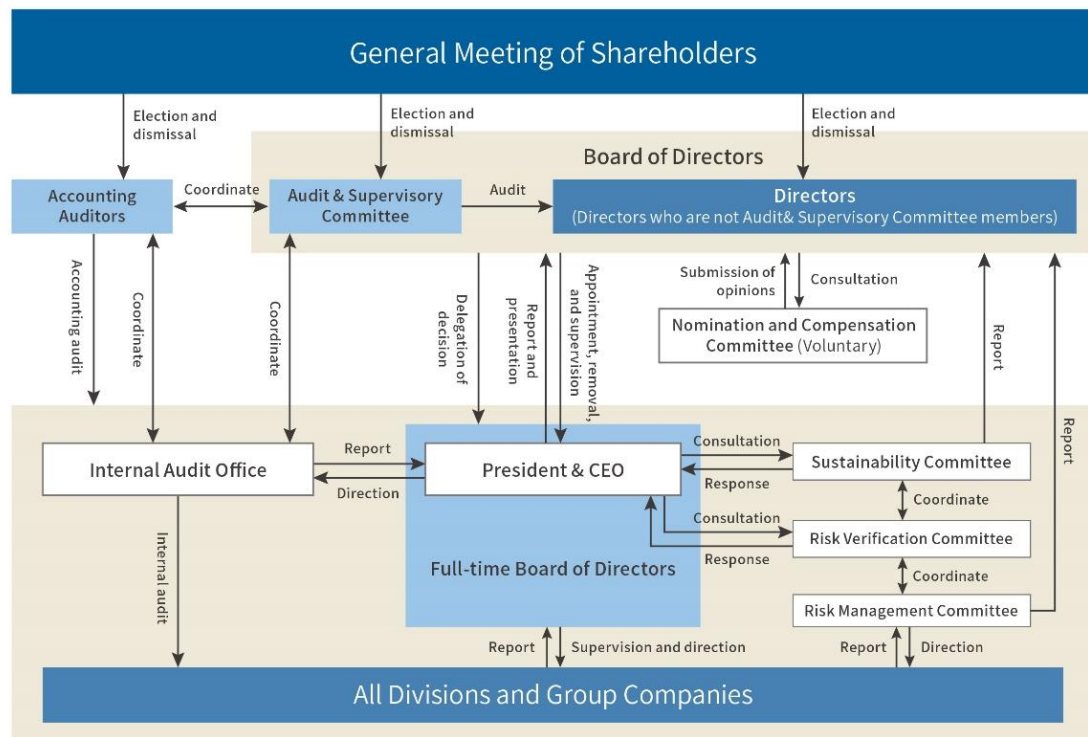 General Meeting of Shareholders
Election and
dismissal
Election and
dismissal
Election and
dismissal
Board of Directors
Accounting
Auditors
Coordinate
Audit & Supervisory
Committee
Audit
Directors
(Directors who are not Audit& Supervisory Committee members)
Accounting audit
Coordinate
Coordinate
Delegation of
decision
Report and
presentation
Appointment, removal,
and supervision
Submission of
opinions
Consultation
Nomination and Compensation
Committee (Voluntary)
Report
Report
Internal Audit Office
Report
Direction
President & CEO
Consultation
Response
Sustainability Committee
Coordinate
Consultation
Response
Risk Verification Committee
Full-time Board of Directors
Coordinate
Risk Management Committee
Internal audit
Report
Supervision and direction
Report
Direction
All Divisions and Group Companies